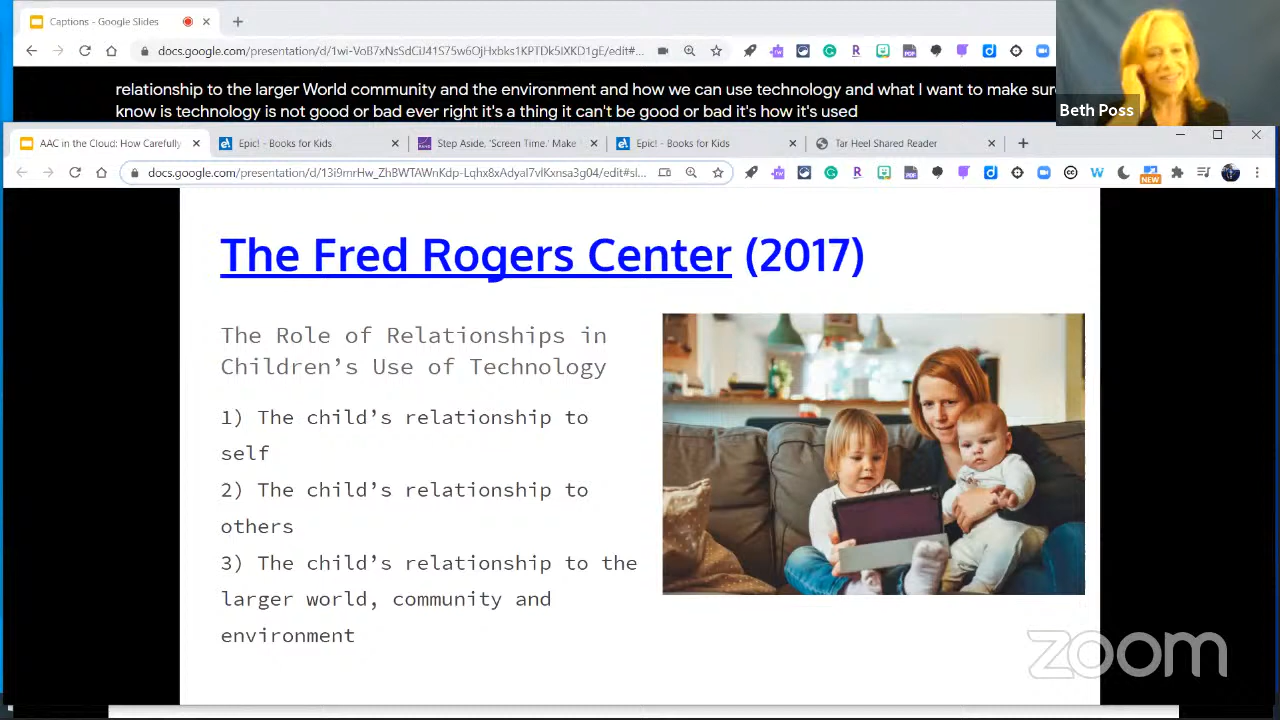 Captions - Google Slides
docs.google.com/presentation/d/1wi-VoB7xNsSdCiJ41S75w6OjHxbks1KPTDk5IXKD1gE/edit#...
relationship to the larger World community and the environment and how we can use technology and what I want to make sure
know is technology is not good or bad ever right it's a thing it can't be good or bad it's how it's used
Beth Poss
AAC in the Cloud: How Carefully
Epic! - Books for Kids
Step Aside, 'Screen Time.' Make
Epic! - Books for Kids
Tar Heel Shared Reader
docs.google.com/presentation/d/13i9mrHw_ZhBWTAWnKdp-Lqhx8xAdyaI7vlKxnsa3g04/edit#sl...
NEW
The Fred Rogers Center (2017)
The Role of Relationships in
Children's Use of Technology
1) The child's relationship to
self
2) The child's relationship to
others
3) The child's relationship to the
larger world, community and
environment
zoom